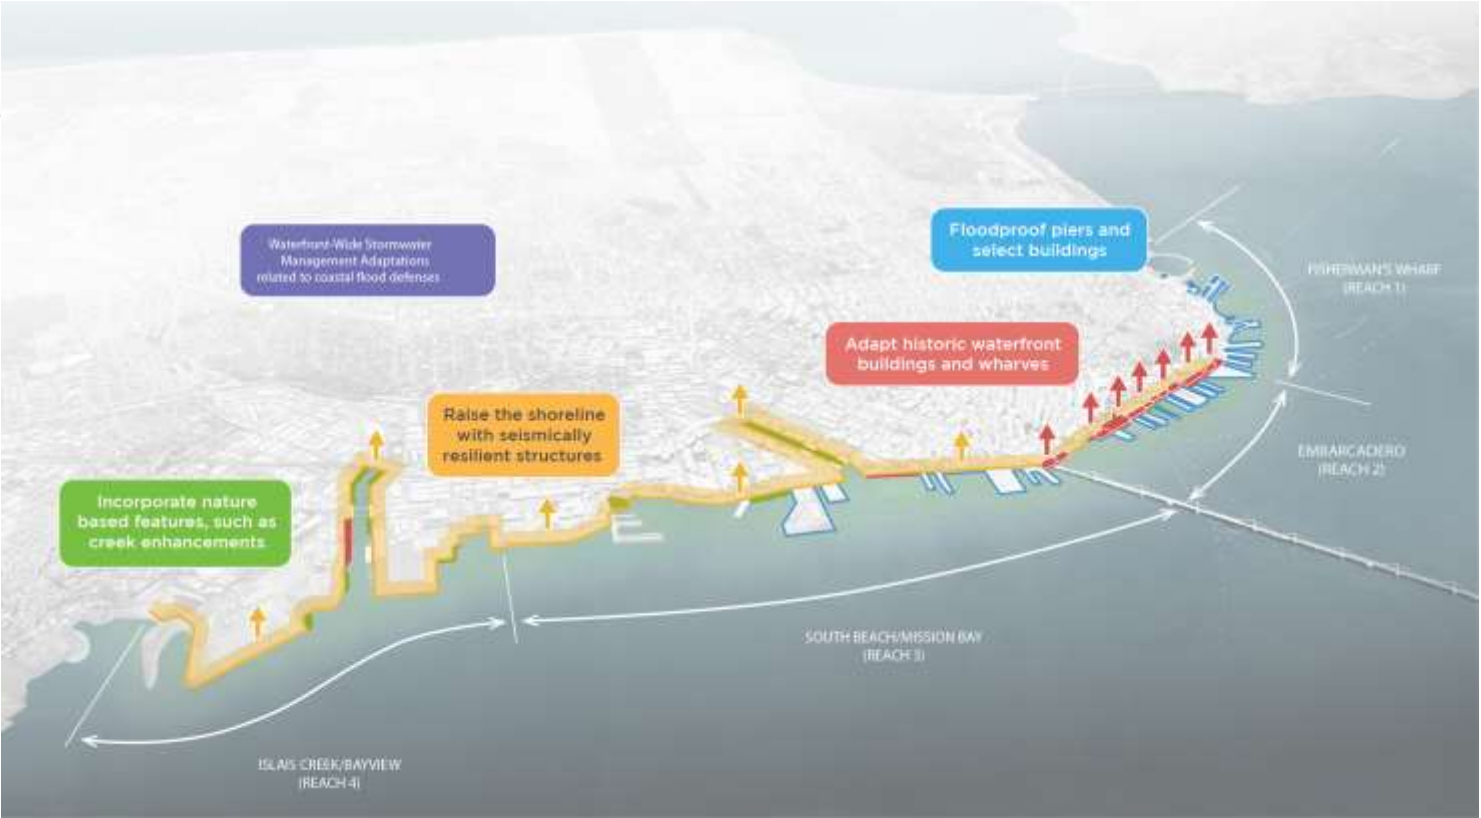 Waterfront-Wide Stormwater
Management Adaptations
related to coastal flood defenses
Floodproof piers and
select buildings
FISHERMAN'S WHARF
(REACH 1)
Adapt historic waterfront
buildings and wharves
Raise the shoreline
with seismically
resilient structures
EMBARCADERO
(REACH 2)
Incorporate nature
based features, such as
creek enhancements
SOUTH BEACH/MISSION BAY
(REACH 3)
ISLAIS CREEK/BAYVIEW
(REACH 4)